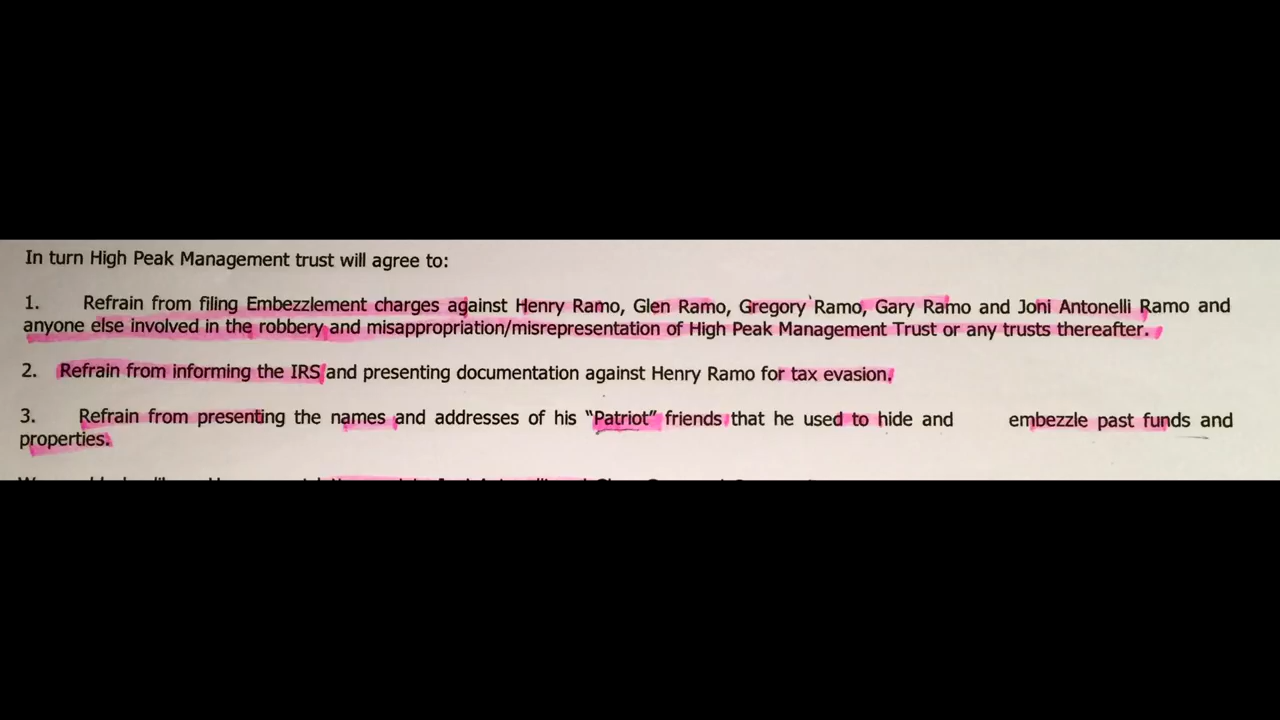 In turn High Peak Management trust will agree to:
1. Refrain from filing Embezzlement charges against Henry Ramo, Glen Ramo, Gregory Ramo, Gary Ramo and Joni Antonelli Ramo and
anyone else involved in the robbery and misappropriation/misrepresentation of High Peak Management Trust or any trusts thereafter.
2. Refrain from informing the IRS and presenting documentation against Henry Ramo for tax evasion.
3. Refrain from presenting the names and addresses of his “Patriot” friends that he used to hide and embezzle past funds and
properties.